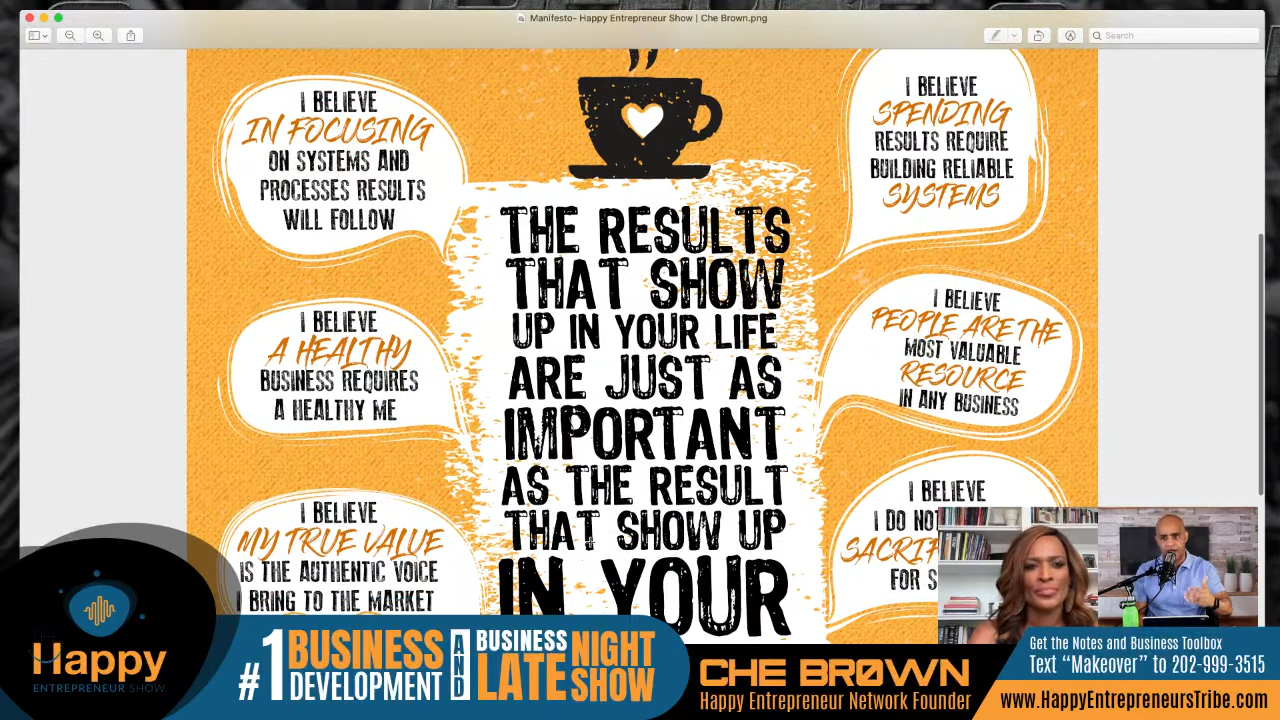 Manifesto- Happy Entrepreneur Show | Che Brown.png
Search
I BELIEVE
IN FOCUSING
ON SYSTEMS AND
PROCESSES RESULTS
WILL FOLLOW
I BELIEVE
SPENDING
RESULTS REQUIRE
BUILDING RELIABLE
SYSTEMS
THE RESULTS
THAT SHOW
UP IN YOUR LIFE
ARE JUST AS
IMPORTANT
AS THE RESULT
THAT SHOW UP
IN YOUR
I BELIEVE
A HEALTHY
BUSINESS REQUIRES
A HEALTHY ME
I BELIEVE
PEOPLE ARE THE
MOST VALUABLE
RESOURCE
IN ANY BUSINESS
I BELIEVE
MY TRUE VALUE
IS THE AUTHENTIC VOICE
I BRING TO THE MARKET
I BELIEVE
I DO
FOR
Happy
ENTREPRENEUR SHOW
#1 BUSINESS DEVELOPMENT AND BUSINESS LATE NIGHT SHOW
CHE BROWN
Happy Entrepreneur Network Founder
Get the Notes and Business Toolbox
Text “Makeover” to 202-999-3515
www.HappyEntrepreneursTribe.com